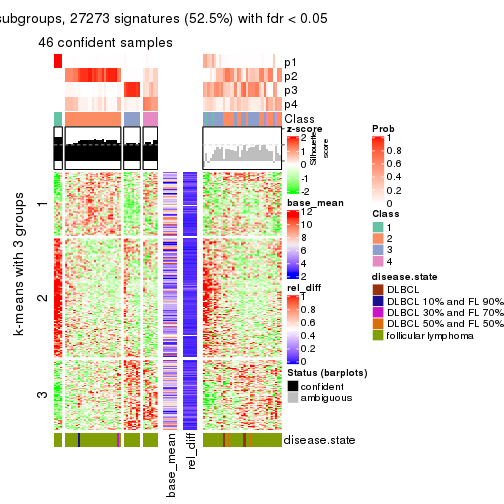 subgroups, 27273 signatures (52.5%) with fdr < 0.05
46 confident samples
p1
p2
p3
p4
Class
z-score
2
1
0
-1
-2
Silhouette
score
base_mean
12
10
8
6
4
2
rel_diff
1
0.8
0.6
0.4
0.2
0
Status (barplots)
confident
ambiguous
Prob
1
0.8
0.6
0.4
0.2
0
Class
1
2
3
4
disease.state
DLBCL
DLBCL 10% and FL 90%
DLBCL 30% and FL 70%
DLBCL 50% and FL 50%
follicular lymphoma
k-means with 3 groups
1
2
3
disease.state
base_mean
rel_diff